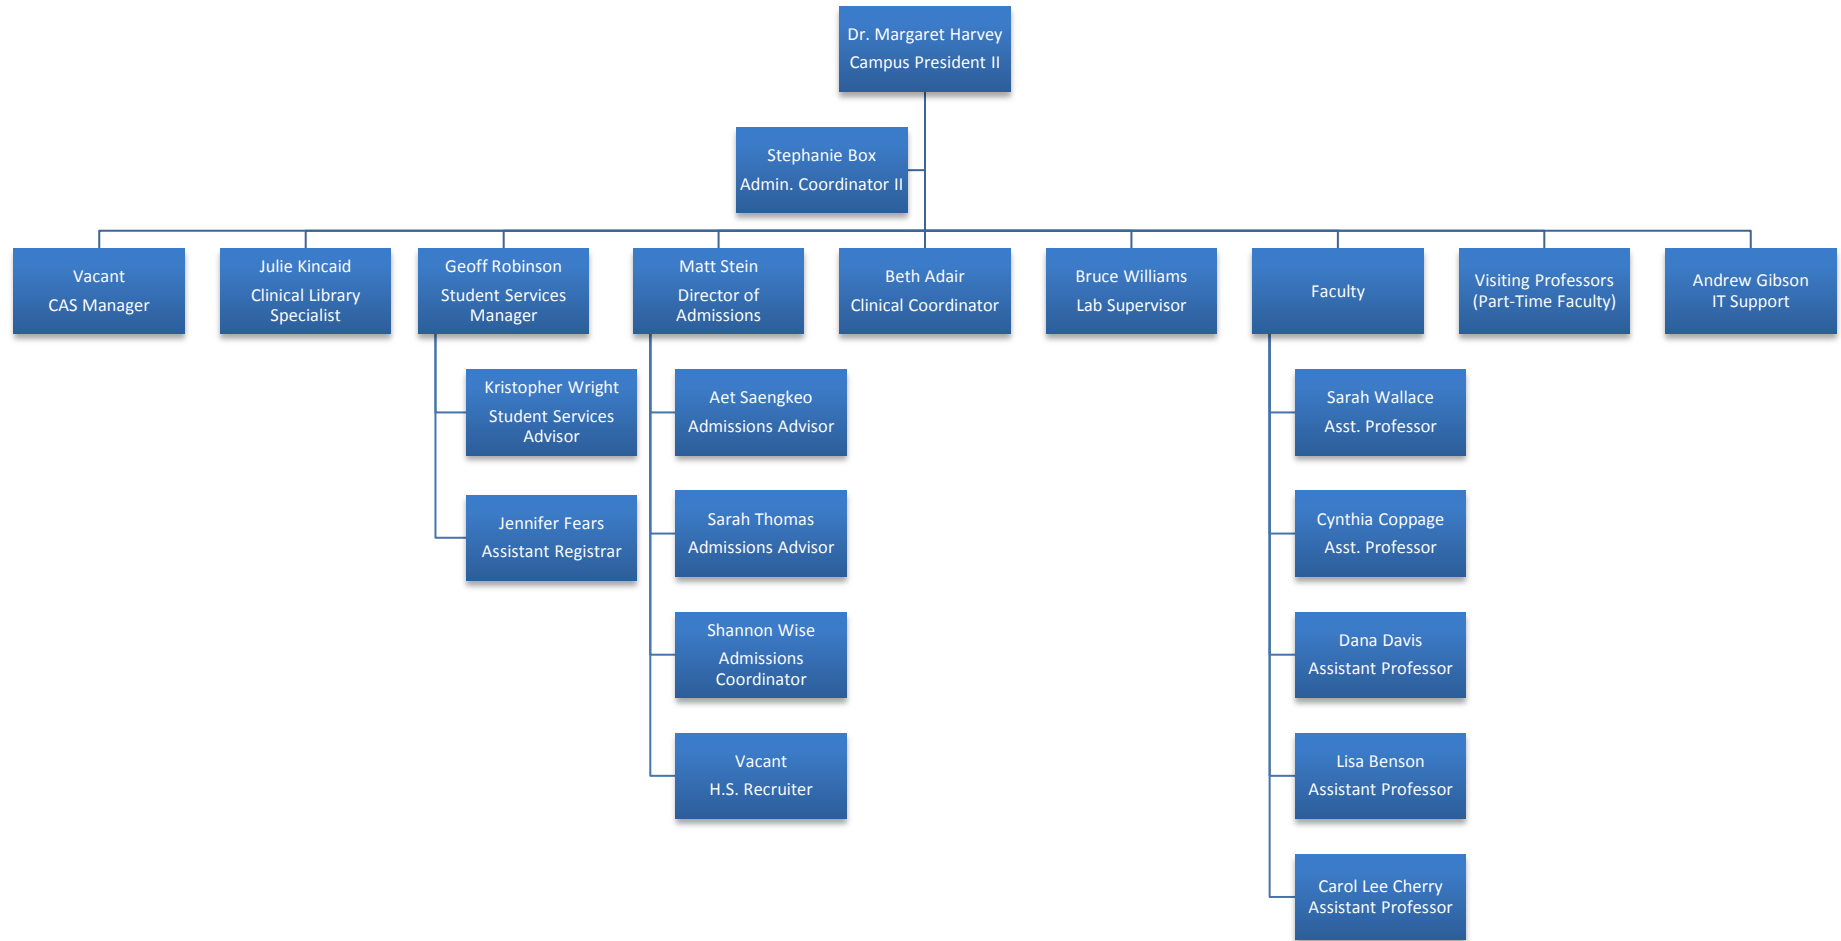 Dr. Margaret Harvey
Campus President II
Stephanie Box
Admin. Coordinator II
Vacant
CAS Manager
Julie Kincaid
Clinical Library
Specialist
Geoff Robinson
Student Services
Manager
Matt Stein
Director of
Admissions
Beth Adair
Clinical Coordinator
Bruce Williams
Lab Supervisor
Faculty
Visiting Professors
(Part-Time Faculty)
Andrew Gibson
IT Support
Kristopher Wright
Student Services
Advisor
Jennifer Fears
Assistant Registrar
Aet Saengkeo
Admissions Advisor
Sarah Thomas
Admissions Advisor
Shannon Wise
Admissions
Coordinator
Vacant
H.S. Recruiter
Sarah Wallace
Asst. Professor
Cynthia Coppage
Asst. Professor
Dana Davis
Assistant Professor
Lisa Benson
Assistant Professor
Carol Lee Cherry
Assistant Professor